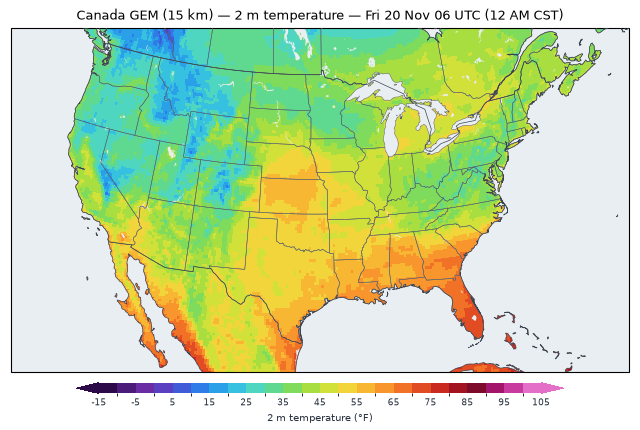 Canada GEM (15 km) — 2 m temperature — Fri 20 Nov 06 UTC (12 AM CST)
-15 -5 5 15 25 35 45 55 65 75 85 95 105
2 m temperature (°F)